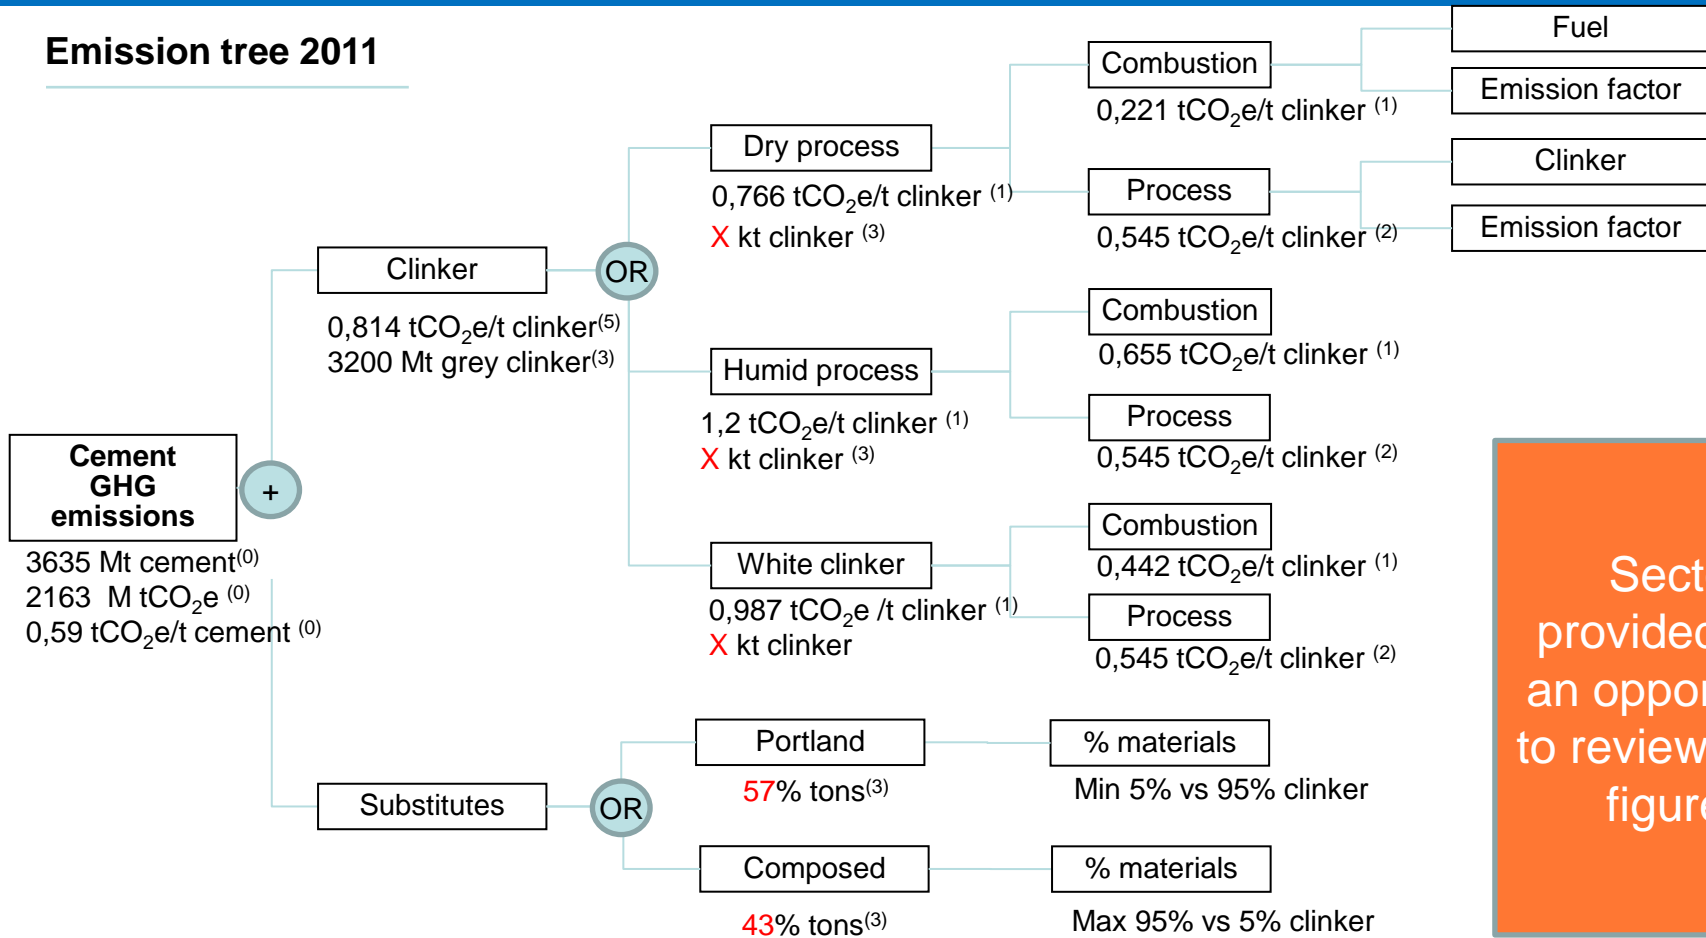 Emission tree 2011
Fuel
Combustion
0,221 tCO₂e/t clinker (1)
Emission factor
Dry process
0,766 tCO₂e/t clinker (1)
X kt clinker (3)
Clinker
Process
0,545 tCO₂e/t clinker (2)
Emission factor
Clinker
OR
0,814 tCO₂e/t clinker(5)
3200 Mt grey clinker(3)
Combustion
0,655 tCO₂e/t clinker (1)
Humid process
1,2 tCO₂e/t clinker (1)
X kt clinker (3)
Process
0,545 tCO₂e/t clinker (2)
Cement
GHG
emissions
+
3635 Mt cement(0)
2163 M tCO₂e (0)
0,59 tCO₂e/t cement (0)
Combustion
0,442 tCO₂e/t clinker (1)
White clinker
0,987 tCO₂e /t clinker (1)
X kt clinker
Process
0,545 tCO₂e/t clinker (2)
Portland
57% tons(3)
% materials
Min 5% vs 95% clinker
Substitutes
OR
Composed
43% tons(3)
% materials
Max 95% vs 5% clinker
to review